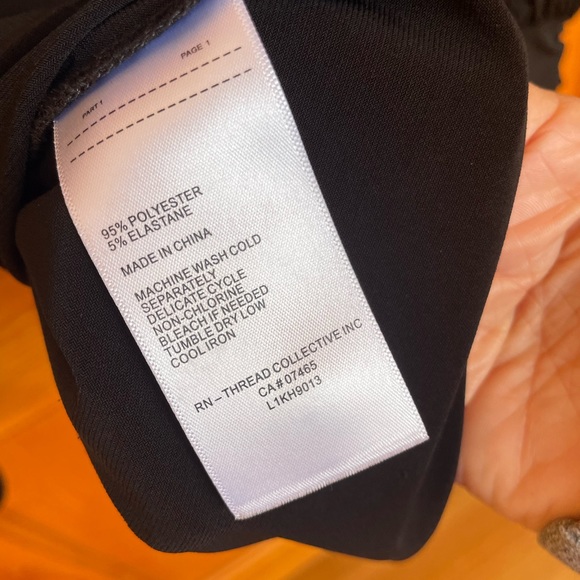 PART 1 PAGE 1
95% POLYESTER
5% ELASTANE
MADE IN CHINA
MACHINE WASH COLD
SEPARATELY
DELICATE CYCLE
NON-CHLORINE
BLEACH IF NEEDED
TUMBLE DRY LOW
COOL IRON
RN – THREAD COLLECTIVE INC
CA # 07465
L1KH9013